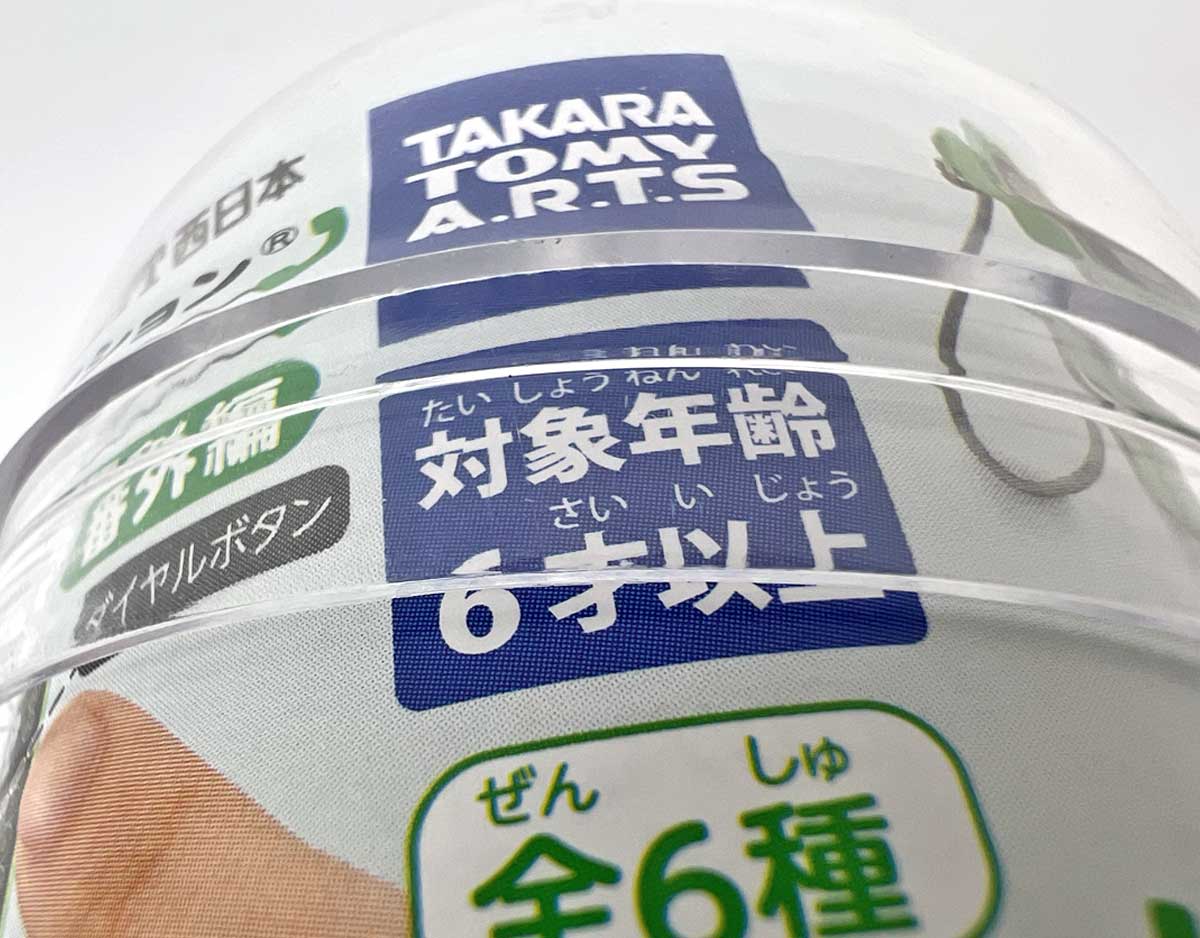 TAKARA
TOMY
A.R.T.S
西日本
ョン®
番外編
ダイヤルボタン
たいしょうねんれい
対象年齢
さいいじょう
6才以上
ぜん しゅ
全6種